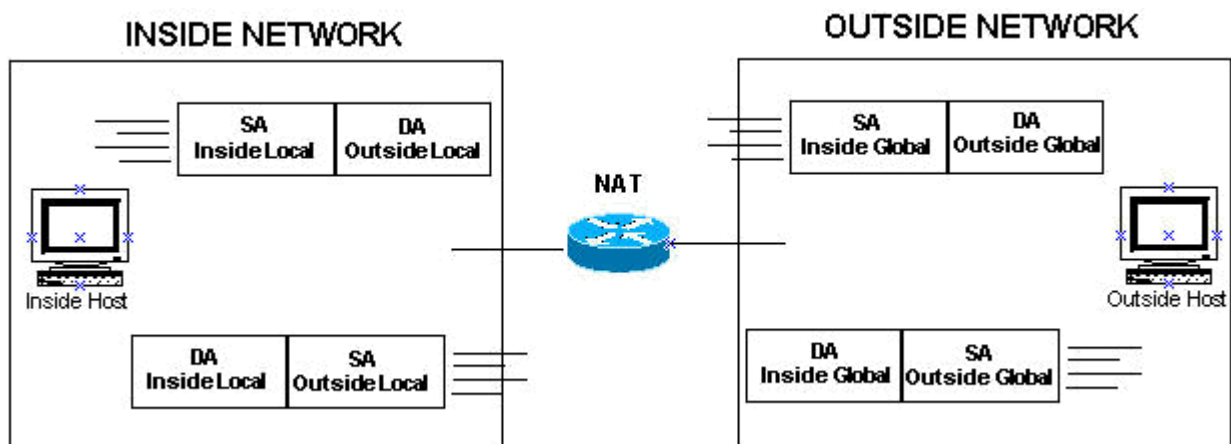 INSIDE NETWORK
OUTSIDE NETWORK
SA
Inside Local
DA
Outside Local
SA
Inside Global
DA
Outside Global
NAT
Inside Host
Outside Host
DA
Inside Local
SA
Outside Local
DA
Inside Global
SA
Outside Global